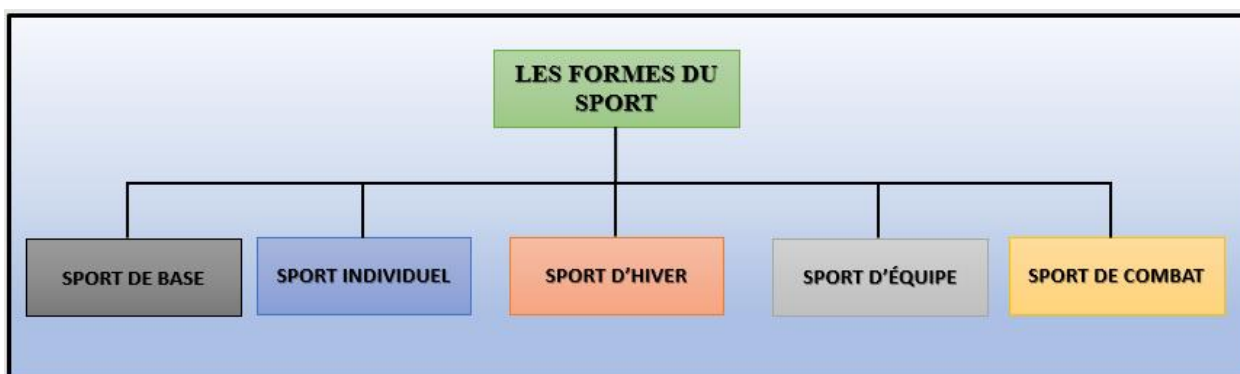 LES FORMES DU
SPORT
SPORT DE BASE
SPORT INDIVIDUEL
SPORT D’HIVER
SPORT D’ÉQUIPE
SPORT DE COMBAT